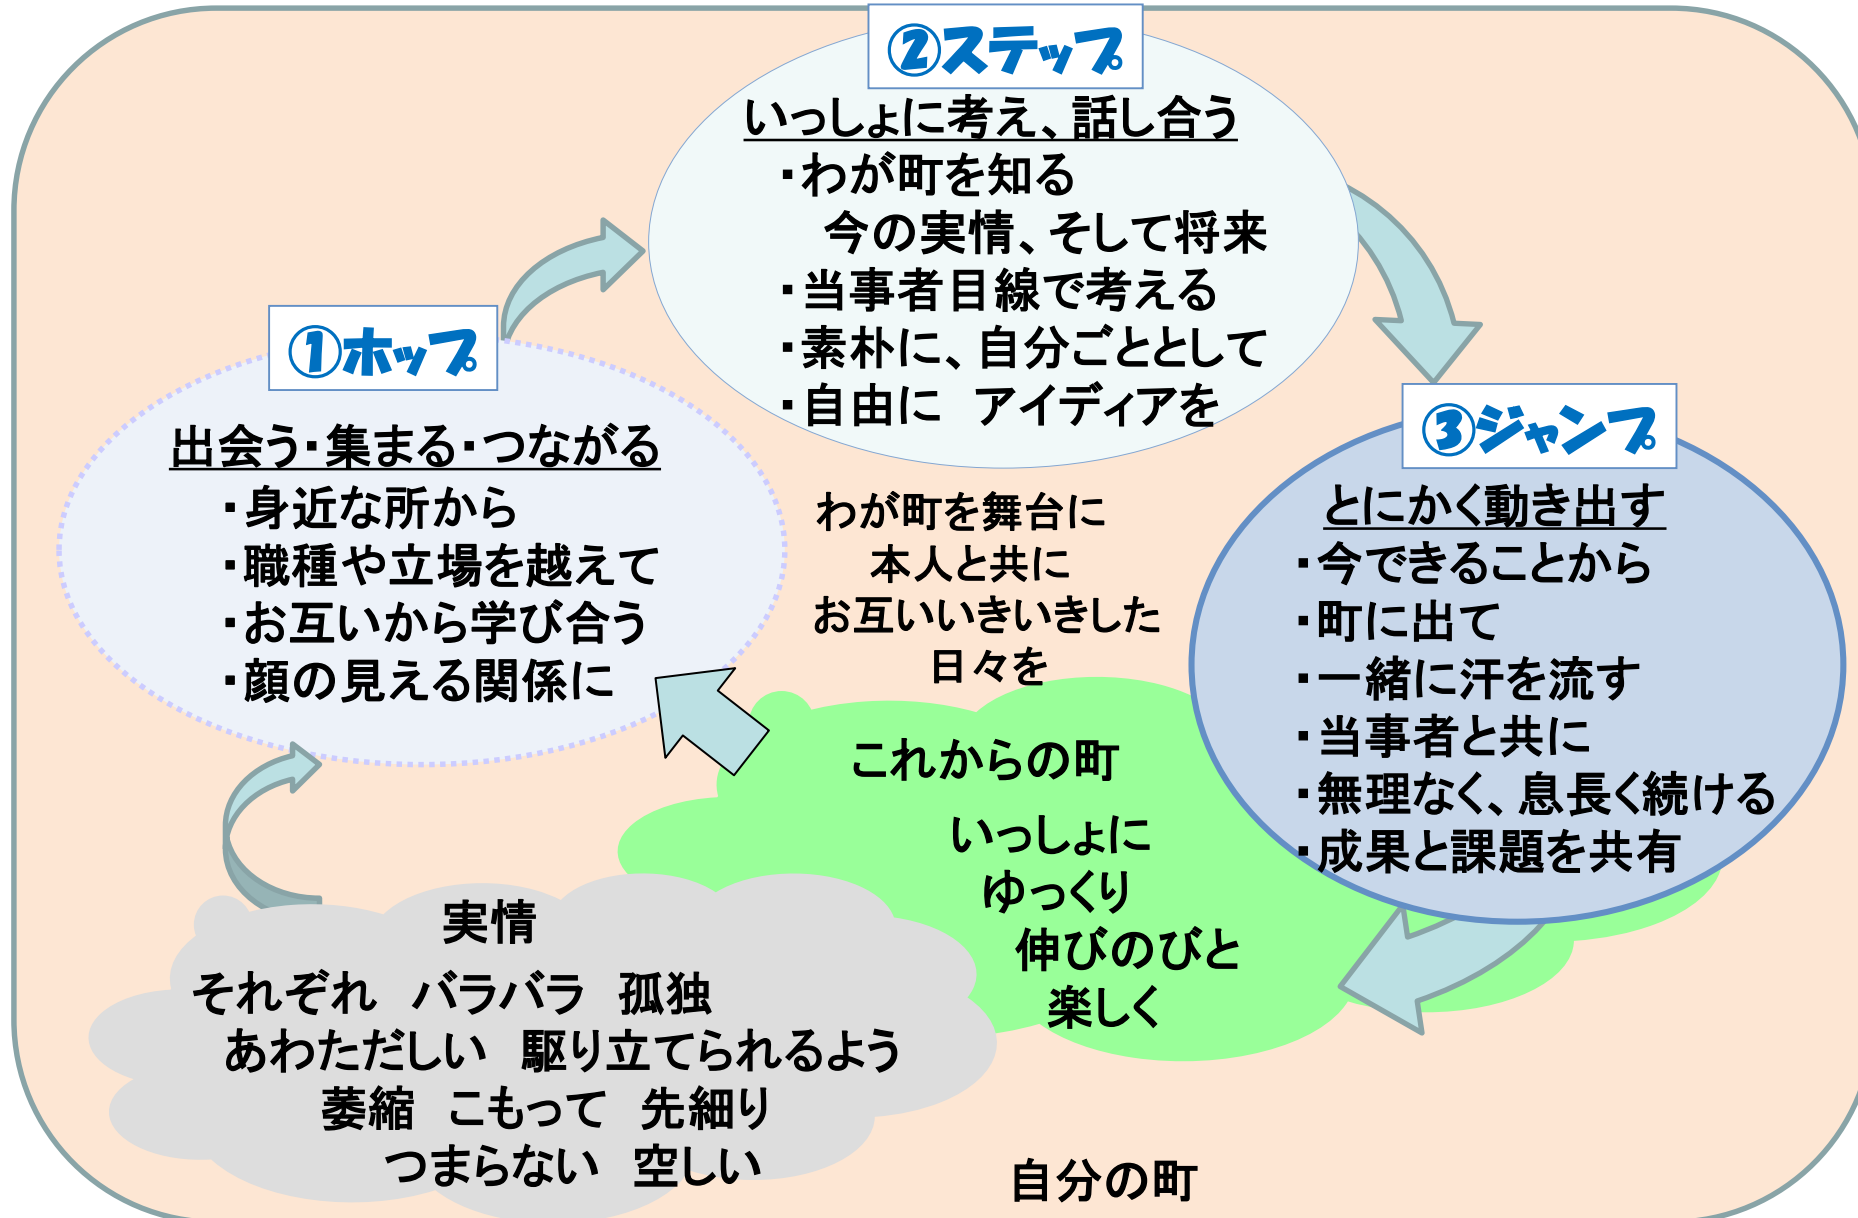 ②ステップ
いっしょに考え、話し合う
・わが町を知る
今の実情、そして将来
・当事者目線で考える
・素朴に、自分ごととして
・自由に　アイディアを
①ホップ
出会う・集まる・つながる
・身近な所から
・職種や立場を越えて
・お互いから学び合う
・顔の見える関係に
③ジャンプ
とにかく動き出す
・今できることから
・町に出て
・一緒に汗を流す
・当事者と共に
・無理なく、息長く続ける
・成果と課題を共有
わが町を舞台に
本人と共に
お互いいきいきした
日々を
これからの町
いっしょに
ゆっくり
伸びのびと
楽しく
実情
それぞれ　バラバラ　孤独
あわただしい　駆り立てられるよう
萎縮　こもって　先細り
つまらない　空しい
自分の町